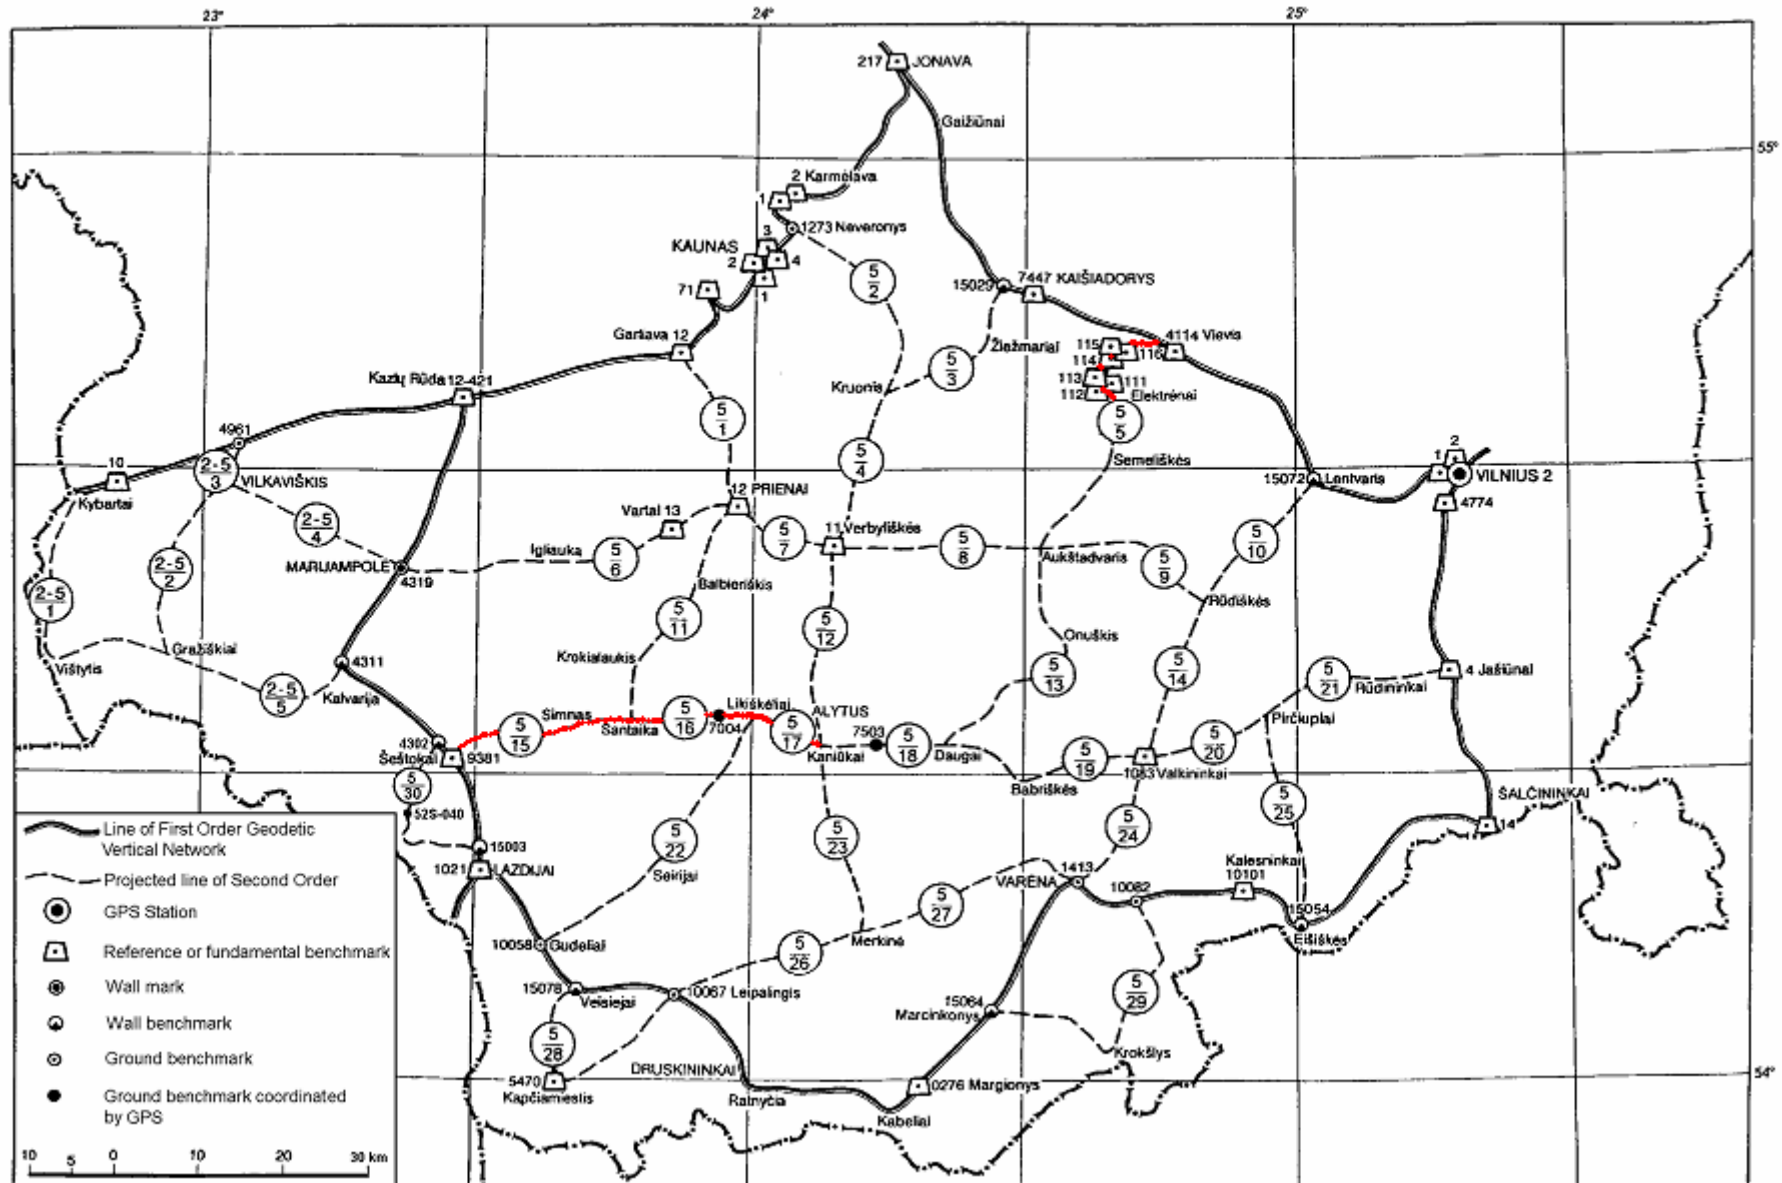 23°
24°
25°
217 JONAVA
Gaižiūnai
55°
2 Karmėlava
1
1273 Neveronys
3
KAUNAS
2
4
1
71
5
2
7447 KAIŠIADORYS
15029
Garliava 12
Žiežmariai
115
4114 Vievis
114
116
5
3
113
111
112
Elektrėnai
Kazlų Rūda 12-421
Kruonis
5
1
5
5
4961
5
4
Semeliškės
2
1
VILNIUS 2
10
2-5
3
VILKAVIŠKIS
15072
Lentvaris
Kybartai
12 PRIENAI
4774
Vartai 13
2-5
4
11 Verbyliškės
5
7
5
8
5
10
Igliauka
5
6
Aukštadvaris
MARIJAMPOLĖ
4319
2-5
2
5
9
Balbieriškis
2-5
1
Rūdiškės
5
11
5
12
Onuškis
Gražiškiai
Vištytis
4311
Krokialaukis
5
13
5
14
5
21
4 Jašiūnai
Rūdininkai
2-5
5
Kalvarija
Simnas
Likiškėliai
ALYTUS
Pirčiupiai
5
15
Santaika
5
16
7004
5
17
7503
5
18
5
20
4302
Šeštokai
9381
Kaniūkai
Daugai
5
19
1083 Valkininkai
5
30
Babriškės
ŠALČININKAI
52S-040
5
25
14
15003
5
22
5
23
5
24
1021 LAZDIJAI
Seirijai
VARĖNA
1413
Kalesninkai
10101
10082
5
27
15054
Eišiškės
Merkinė
10058 Gudeliai
5
26
15078
Veisiejai
10067 Leipalingis
5
29
15064
Marcinkonys
5
28
Krokšlys
DRUSKININKAI
5470
Kapčiamiestis
54°
0276 Margionys
Ratnyčia
Kabeliai
Line of First Order Geodetic
Vertical Network
Projected line of Second Order
GPS Station
Reference or fundamental benchmark
Wall mark
Wall benchmark
Ground benchmark
Ground benchmark coordinated
by GPS
10 5 0 10 20 30 km